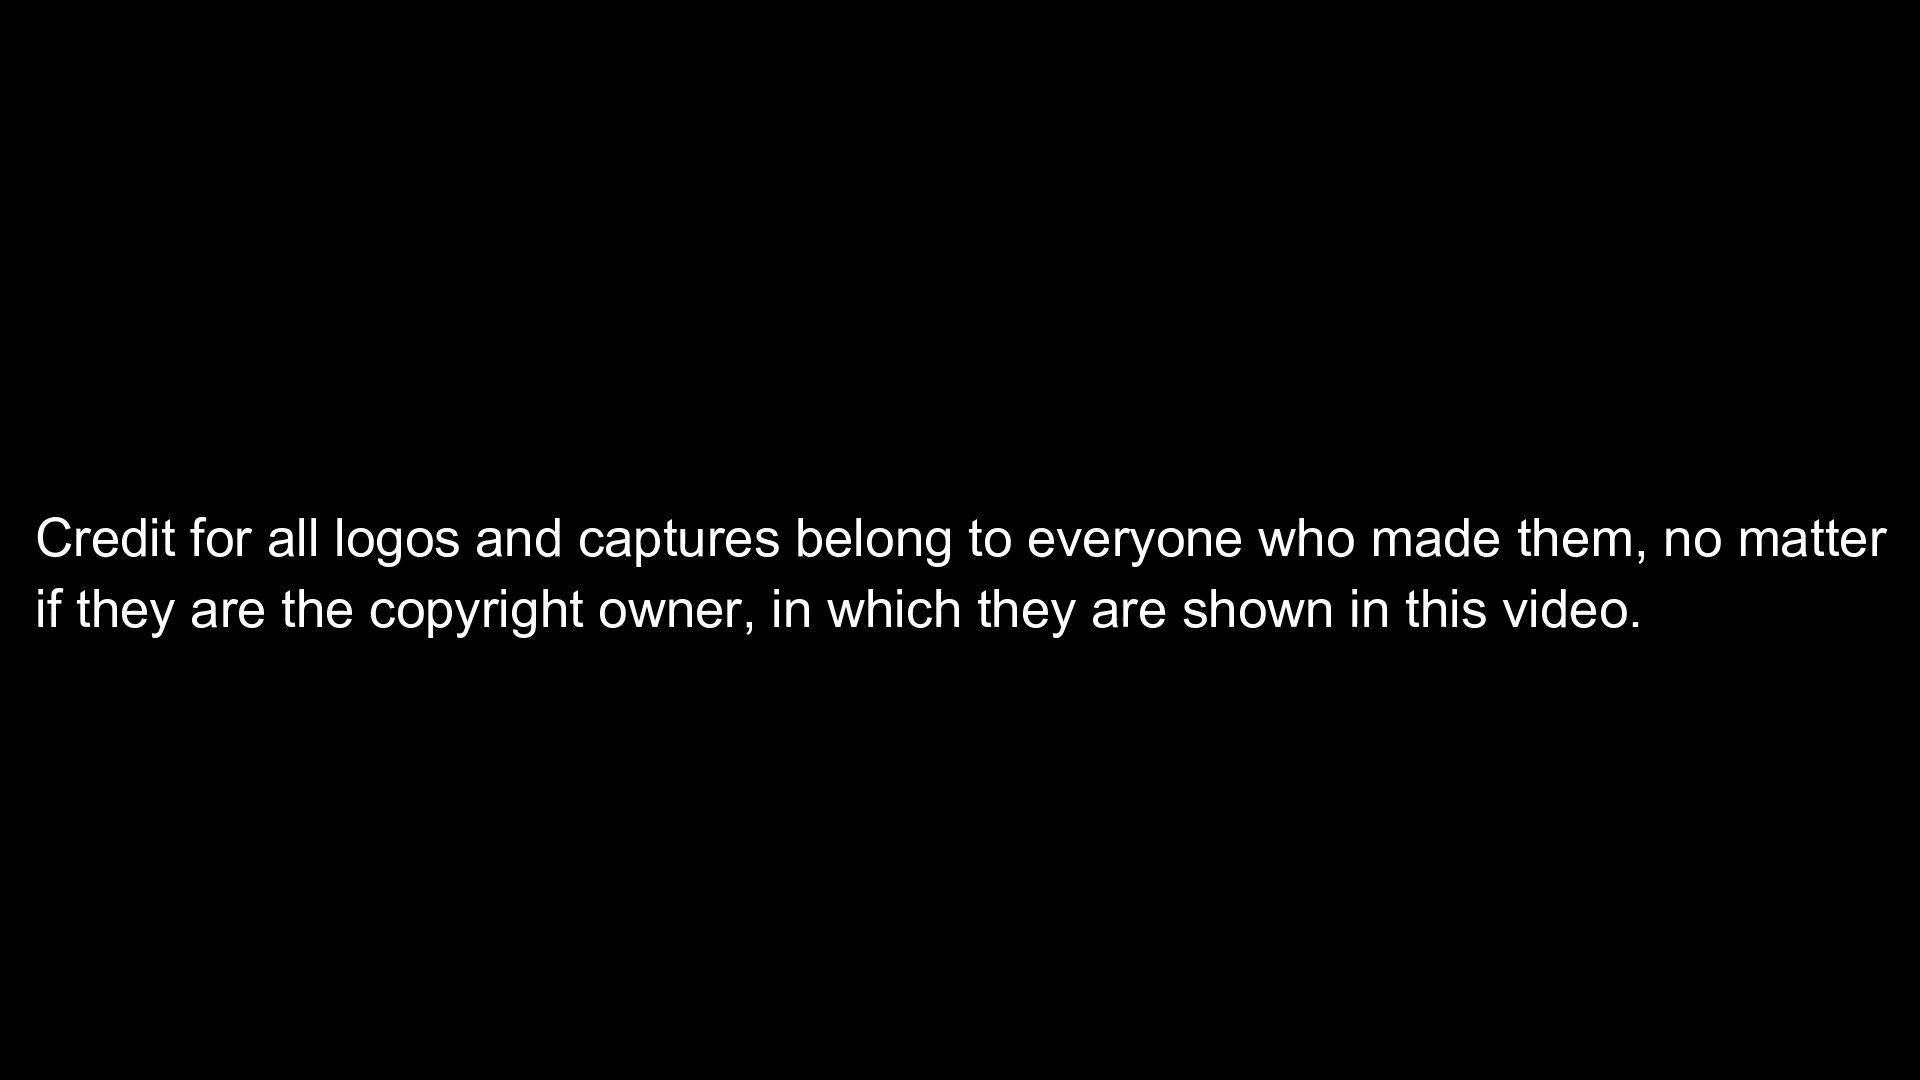 Credit for all logos and captures belong to everyone who made them, no matter
if they are the copyright owner, in which they are shown in this video.